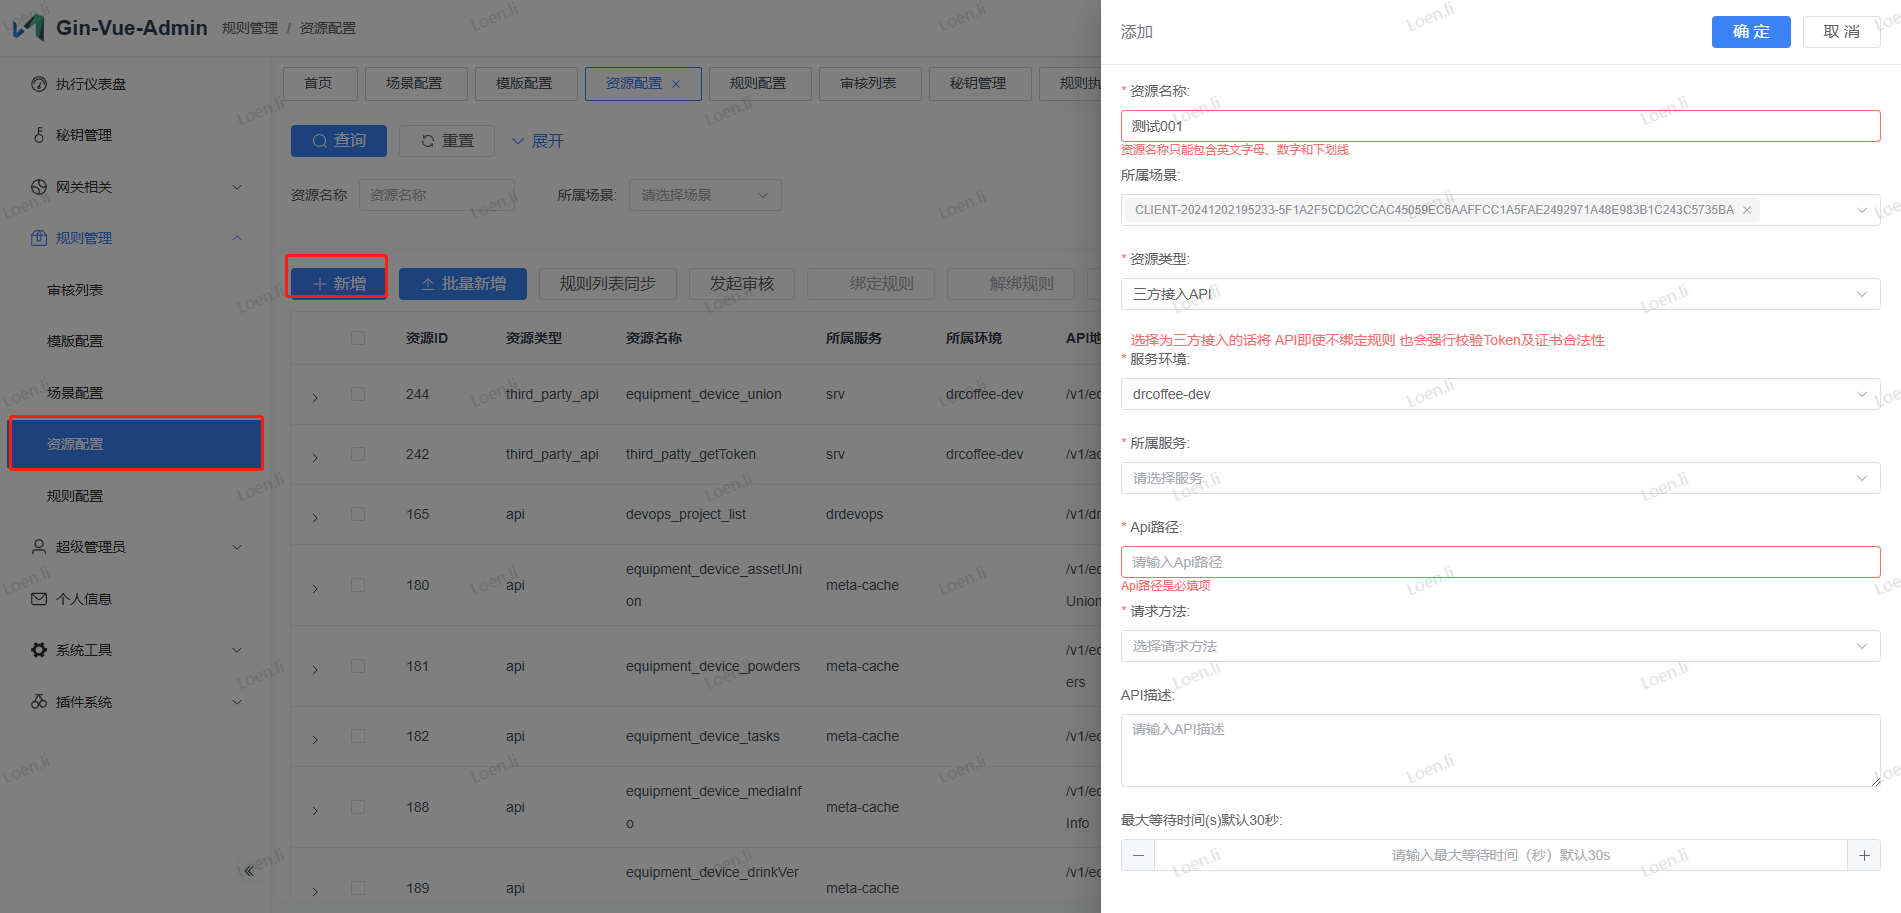 Gin-Vue-Admin
规则管理 / 资源配置
执行仪表盘
秘钥管理
网关相关
规则管理
审核列表
模版配置
场景配置
资源配置
规则配置
超级管理员
个人信息
系统工具
插件系统
首页 场景配置 模版配置 资源配置 规则配置 审核列表 秘钥管理 规则执
查询 重置 展开
资源名称 资源名称 所属场景: 请选择场景
新增 批量新增 规则列表同步 发起审核 绑定规则 解绑规则
资源ID 资源类型 资源名称 所属服务 所属环境 API地
244 third_party_api equipment_device_union srv drcoffee-dev /v1/ec
242 third_party_api third_patty_getToken srv drcoffee-dev /v1/ac
165 api devops_project_list drdevops /v1/dr
180 api equipment_device_assetUni
on meta-cache /v1/ec
Union
181 api equipment_device_powders meta-cache /v1/ec
ers
182 api equipment_device_tasks meta-cache /v1/ec
188 api equipment_device_mediaInf
o meta-cache /v1/ec
Info
189 api equipment_device_drinkVer meta-cache /v1/ec
添加
确 定 取 消
* 资源名称:
测试001
资源名称只能包含英文字母、数字和下划线
所属场景:
CLIENT-20241202195233-5F1A2F5CDC2CCAC45059EC6AAFFCC1A5FAE2492971A48E983B1C243C5735BA
* 资源类型:
三方接入API
选择为三方接入的话将 API即使不绑定规则 也会强行校验Token及证书合法性
* 服务环境:
drcoffee-dev
* 所属服务:
请选择服务
* Api路径:
请输入Api路径
Api路径是必填项
* 请求方法:
选择请求方法
API描述:
请输入API描述
最大等待时间(s)默认30秒:
请输入最大等待时间（秒）默认30s
Loen.li